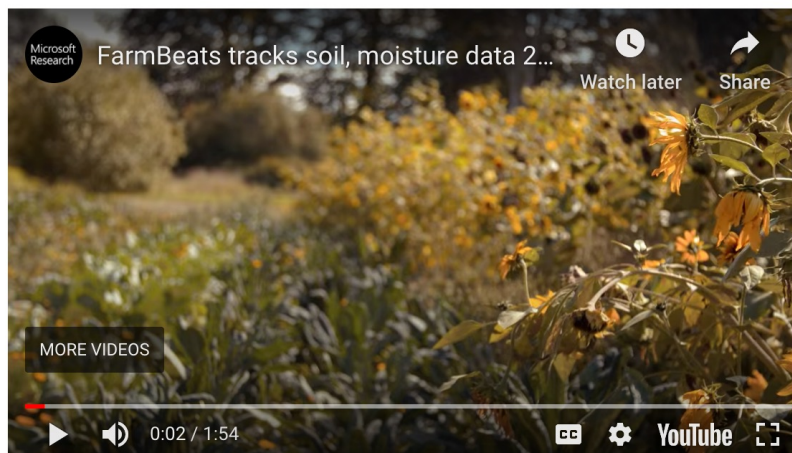 Microsoft
Research
FarmBeats tracks soil, moisture data 2...
Watch later
Share
MORE VIDEOS
0:02 / 1:54
CC
YouTube